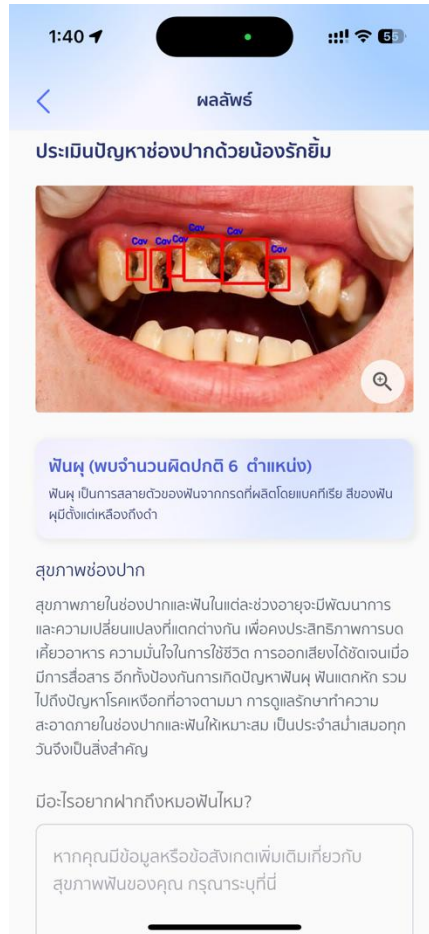 1:40
55
ผลลัพธ์
ประเมินปัญหาช่องปากด้วยน้องรักยิ้ม
Cav
Cav
Cav
Cav
Cav
Cav
ฟันผุ (พบจำนวนผิดปกติ 6 ตำแหน่ง)
ฟันผุ เป็นการสลายตัวของฟันจากกรดที่ผลิตโดยแบคทีเรีย สีของฟัน
ผุมีตั้งแต่เหลืองถึงดำ
สุขภาพช่องปาก
สุขภาพภายในช่องปากและฟันในแต่ละช่วงอายุจะมีพัฒนาการ
และความเปลี่ยนแปลงที่แตกต่างกัน เพื่อคงประสิทธิภาพการบด
เคี้ยวอาหาร ความมั่นใจในการใช้ชีวิต การออกเสียงได้ชัดเจนเมื่อ
มีการสื่อสาร อีกทั้งป้องกันการเกิดปัญหาฟันผุ ฟันแตกหัก รวม
ไปถึงปัญหาโรคเหงือกที่อาจตามมา การดูแลรักษาทำความ
สะอาดภายในช่องปากและฟันให้เหมาะสม เป็นประจำสม่ำเสมอทุก
วันจึงเป็นสิ่งสำคัญ
มีอะไรอยากฝากถึงหมอฟันไหม?
หากคุณมีข้อมูลหรือข้อสังเกตเพิ่มเติมเกี่ยวกับ
สุขภาพฟันของคุณ กรุณาระบุที่นี่